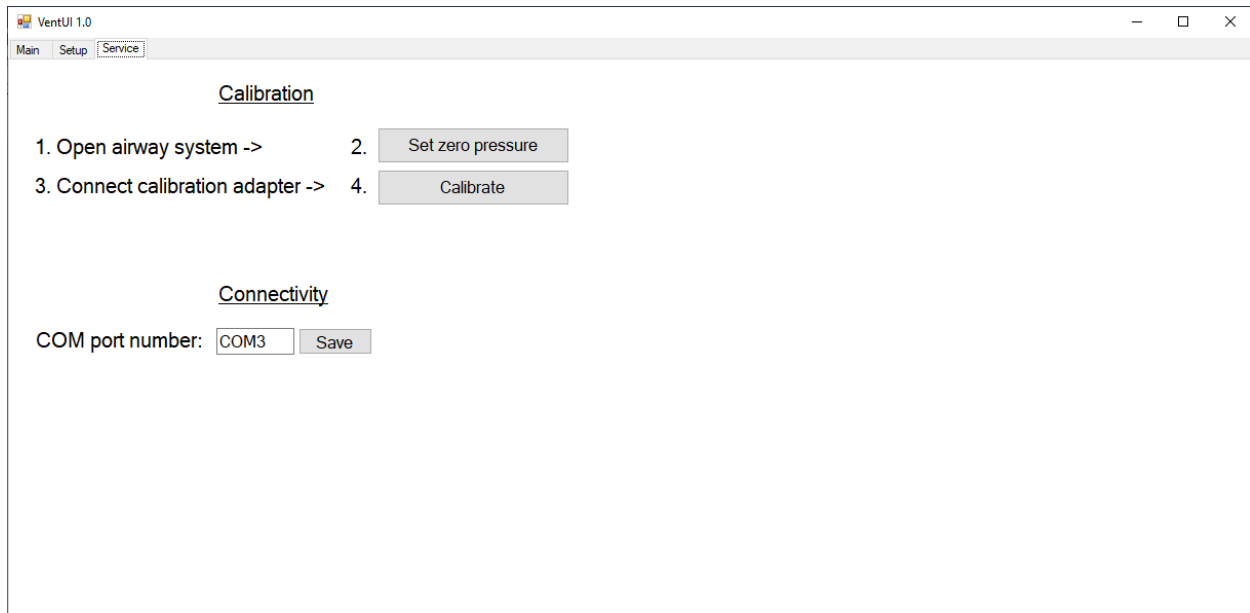 VentUI 1.0
Main Setup Service
Calibration
1. Open airway system -> 2. Set zero pressure
3. Connect calibration adapter -> 4. Calibrate
Connectivity
COM port number: COM3 Save